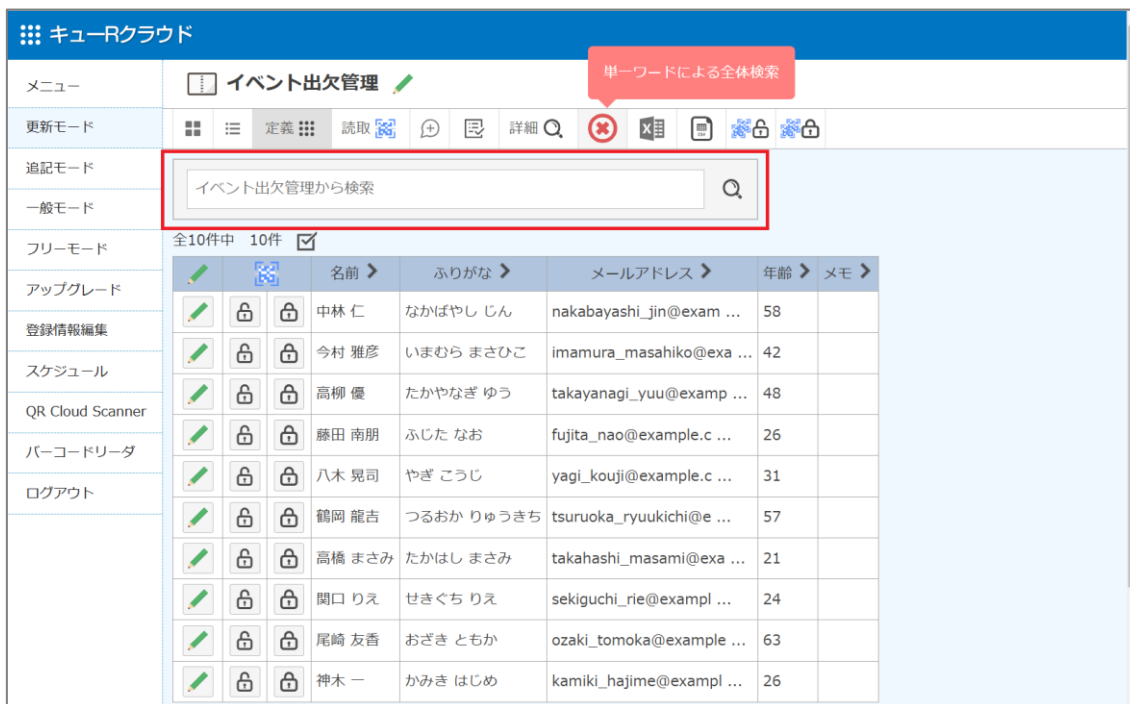 キューRクラウド
単一ワードによる全体検索
メニュー
更新モード
追記モード
一般モード
フリーモード
アップグレード
登録情報編集
スケジュール
QR Cloud Scanner
バーコードリーダ
ログアウト
イベント出欠管理
定義 読取 詳細
イベント出欠管理から検索
全10件中 10件
名前 ふりがな メールアドレス 年齢 メモ
中林 仁 なかばやし じん nakabayashi_jin@exam ... 58
今村 雅彦 いまむら まさひこ imamura_masahiko@exa ... 42
高柳 優 たかやなぎ ゆう takayanagi_yuu@examp ... 48
藤田 南朋 ふじた なお fujita_nao@example.c ... 26
八木 晃司 やぎ こうじ yagi_kouji@example.c ... 31
鶴岡 龍吉 つるおか りゅうきち tsuruoka_ryuukichi@e ... 57
高橋 まさみ たかはし まさみ takahashi_masami@exa ... 21
関口 りえ せきぐち りえ sekiguchi_rie@exampl ... 24
尾崎 友香 おざき ともか ozaki_tomoka@example ... 63
神木 一 かみき はじめ kamiki_hajime@exampl ... 26